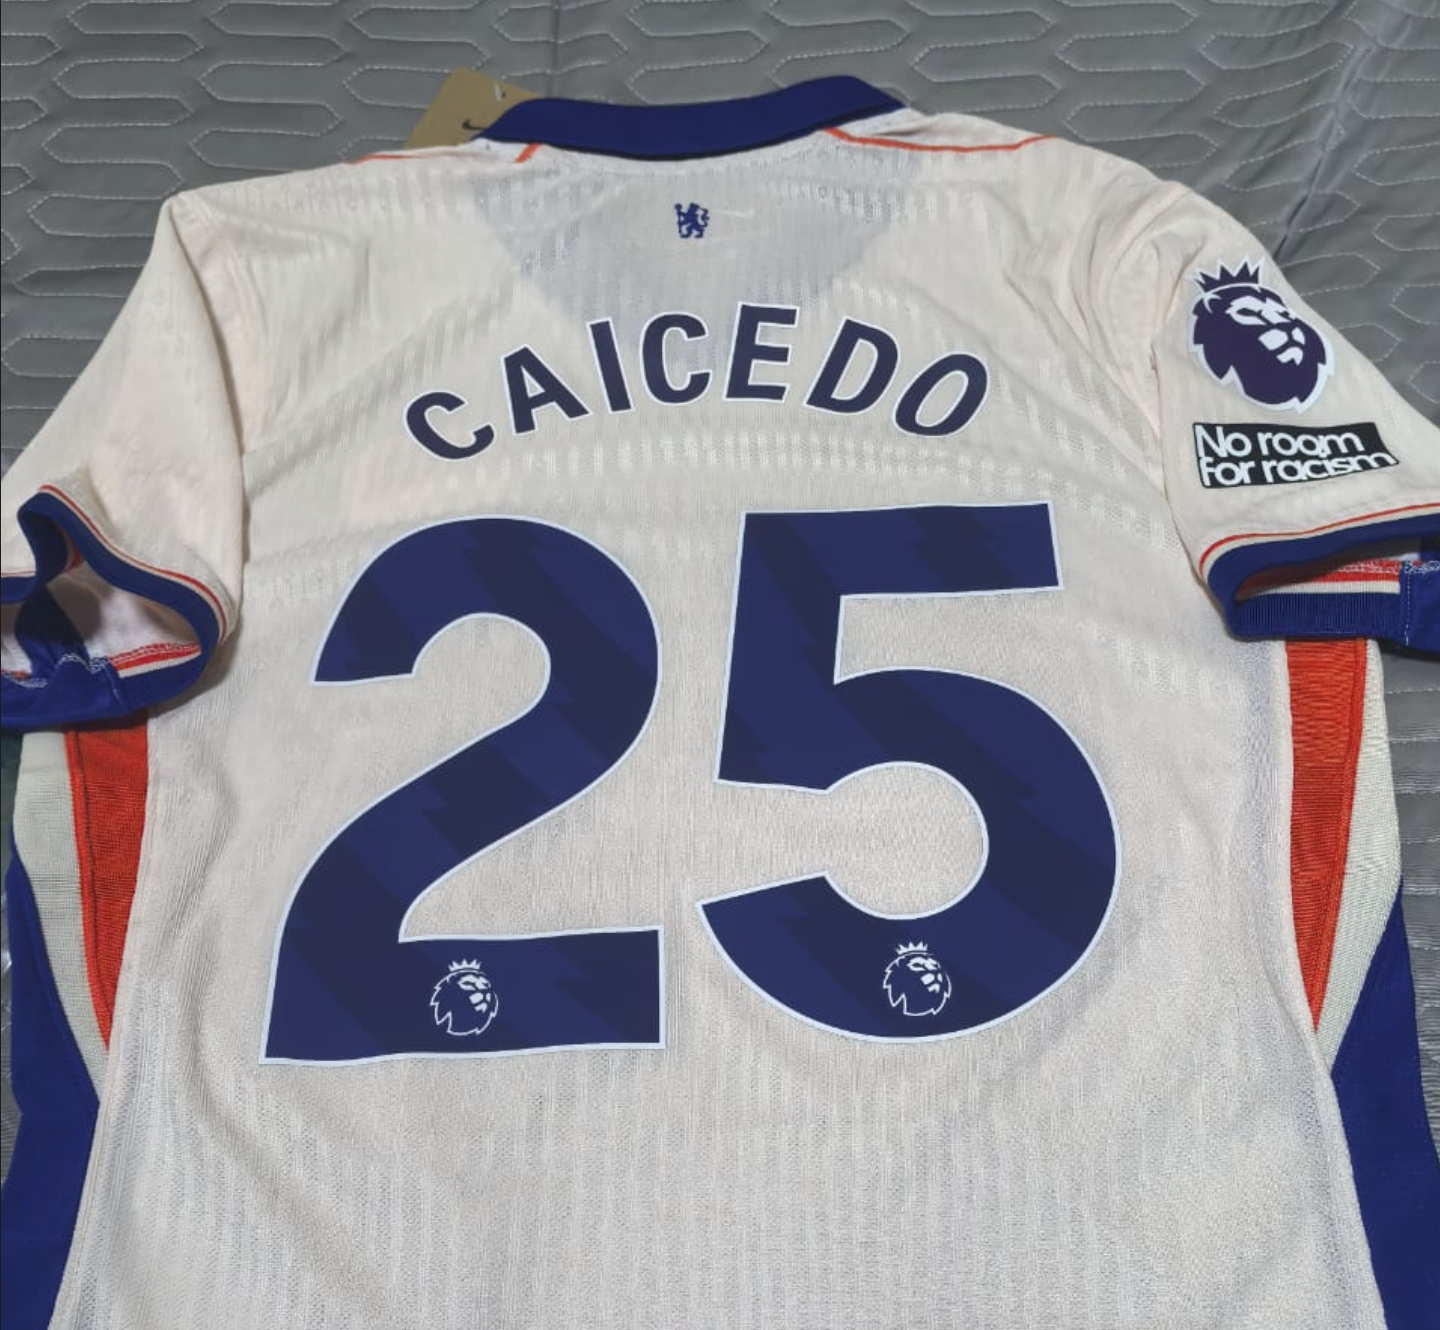 CAICEDO
No room
for racism
25